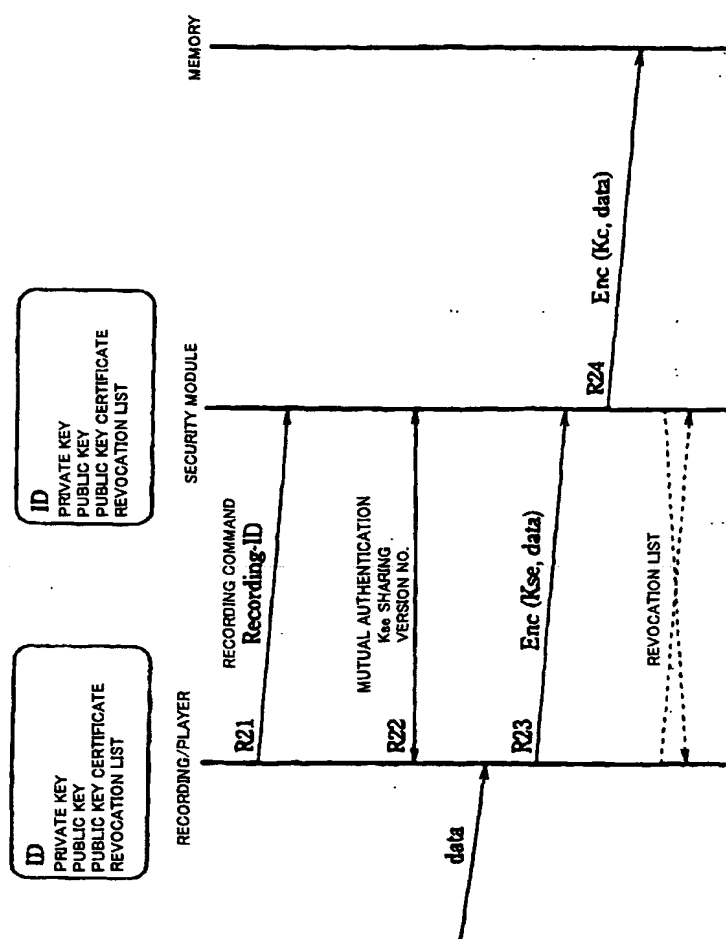 ID
PRIVATE KEY
PUBLIC KEY
PUBLIC KEY CERTIFICATE
REVOCATION LIST
ID
PRIVATE KEY
PUBLIC KEY
PUBLIC KEY CERTIFICATE
REVOCATION LIST
RECORDING/PLAYER
SECURITY MODULE
MEMORY
R21
RECORDING COMMAND
Recording-ID
R22
MUTUAL AUTHENTICATION
Kse SHARING
VERSION NO.
data
R23
Enc (Kse, data)
R24
Enc (Kc, data)
REVOCATION LIST